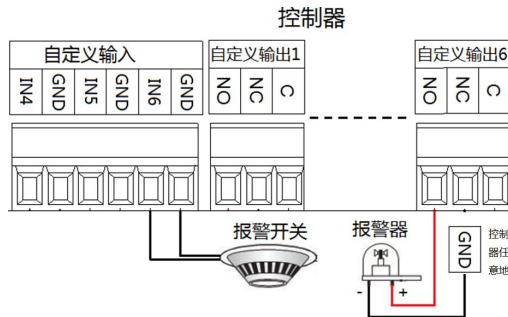 控制器
自定义输入
自定义输出1
自定义输出6
IN4 GND IN5 GND IN6 GND
NO NC C
NO NC C
报警开关
报警器
GND
控制
器任
意地
- +